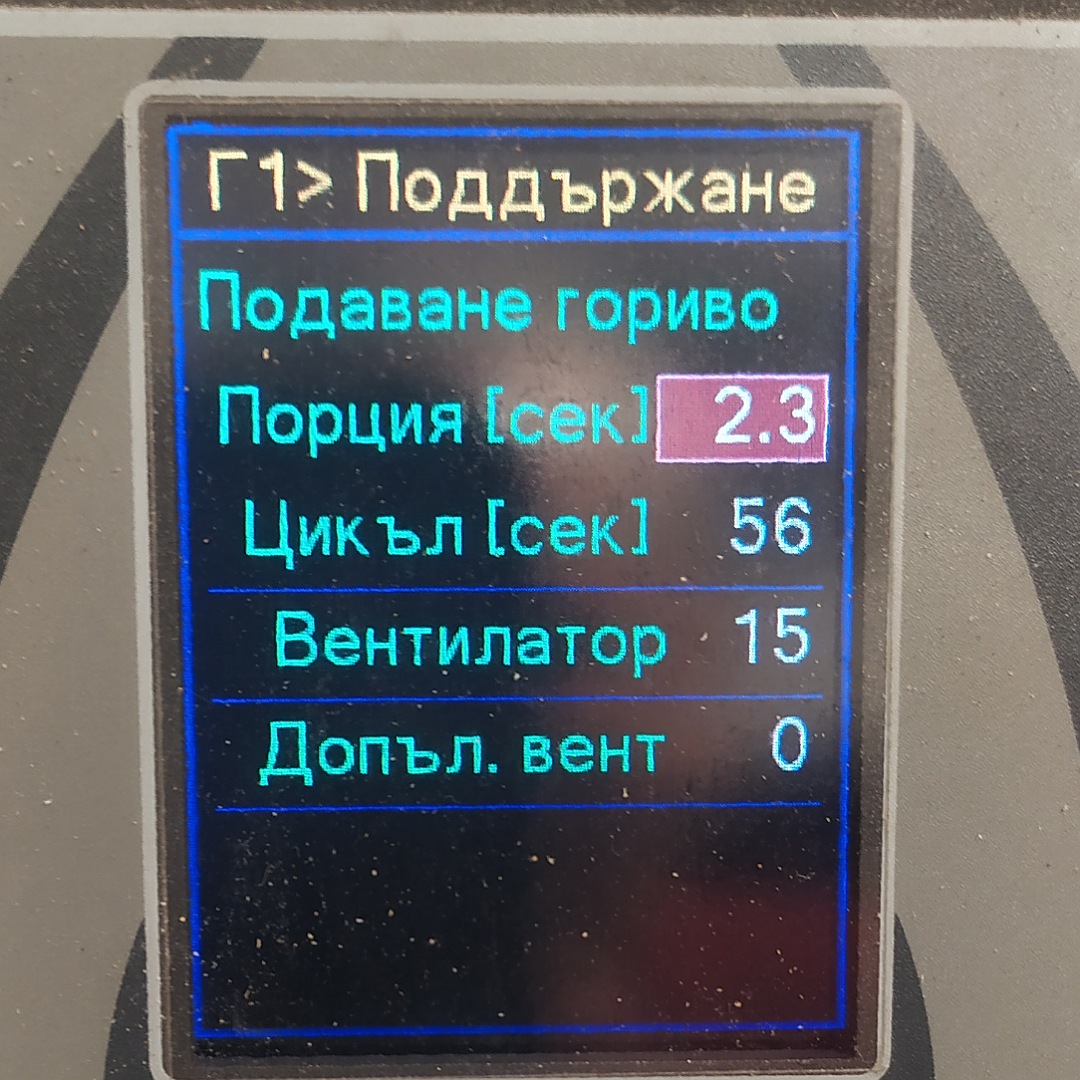 Г1> Поддържане
Подаване гориво
Порция [сек] 2.3
Цикъл [сек] 56
Вентилатор 15
Допъл. вент 0